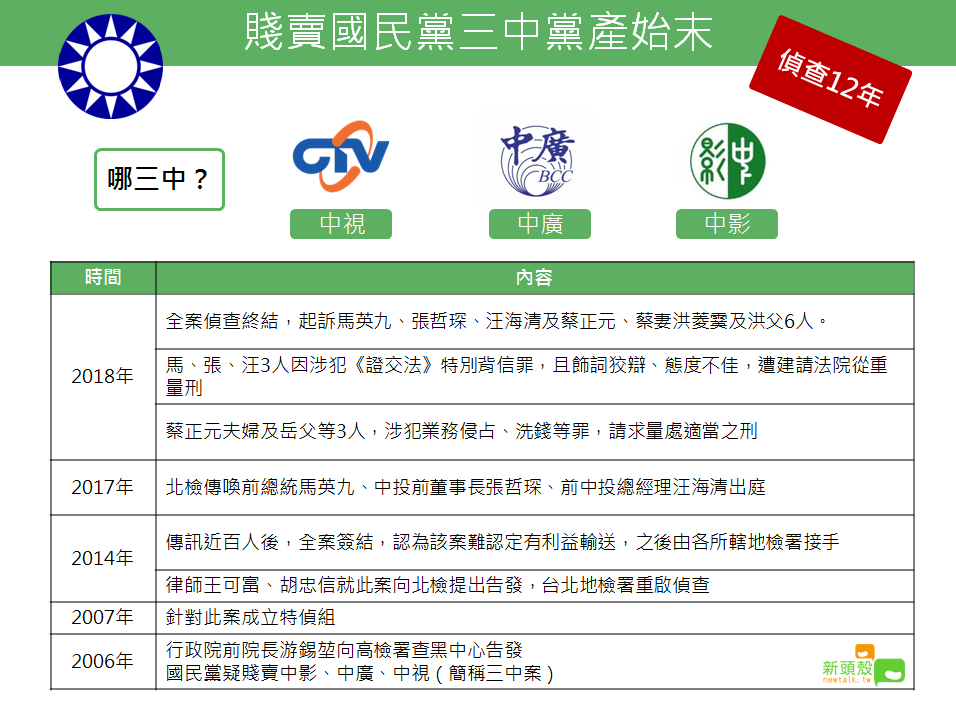 賤賣國民黨三中黨產始末
偵查12年
哪三中？
CTV
中廣
BCC
中影
中視
中廣
中影
時間
內容
2018年
全案偵查終結，起訴馬英九、張哲琛、汪海清及蔡正元、蔡妻洪菱霙及洪父6人。
馬、張、汪3人因涉犯《證交法》特別背信罪，且飾詞狡辯、態度不佳，遭建請法院從重
量刑
蔡正元夫婦及岳父等3人，涉犯業務侵占、洗錢等罪，請求量處適當之刑
2017年
北檢傳喚前總統馬英九、中投前董事長張哲琛、前中投總經理汪海清出庭
2014年
傳訊近百人後，全案簽結，認為該案難認定有利益輸送，之後由各所轄地檢署接手
律師王可富、胡忠信就此案向北檢提出告發，台北地檢署重啟偵查
2007年
針對此案成立特偵組
2006年
行政院前院長游錫堃向高檢署查黑中心告發
國民黨疑賤賣中影、中廣、中視（簡稱三中案）
新頭殼
newtalk.tw